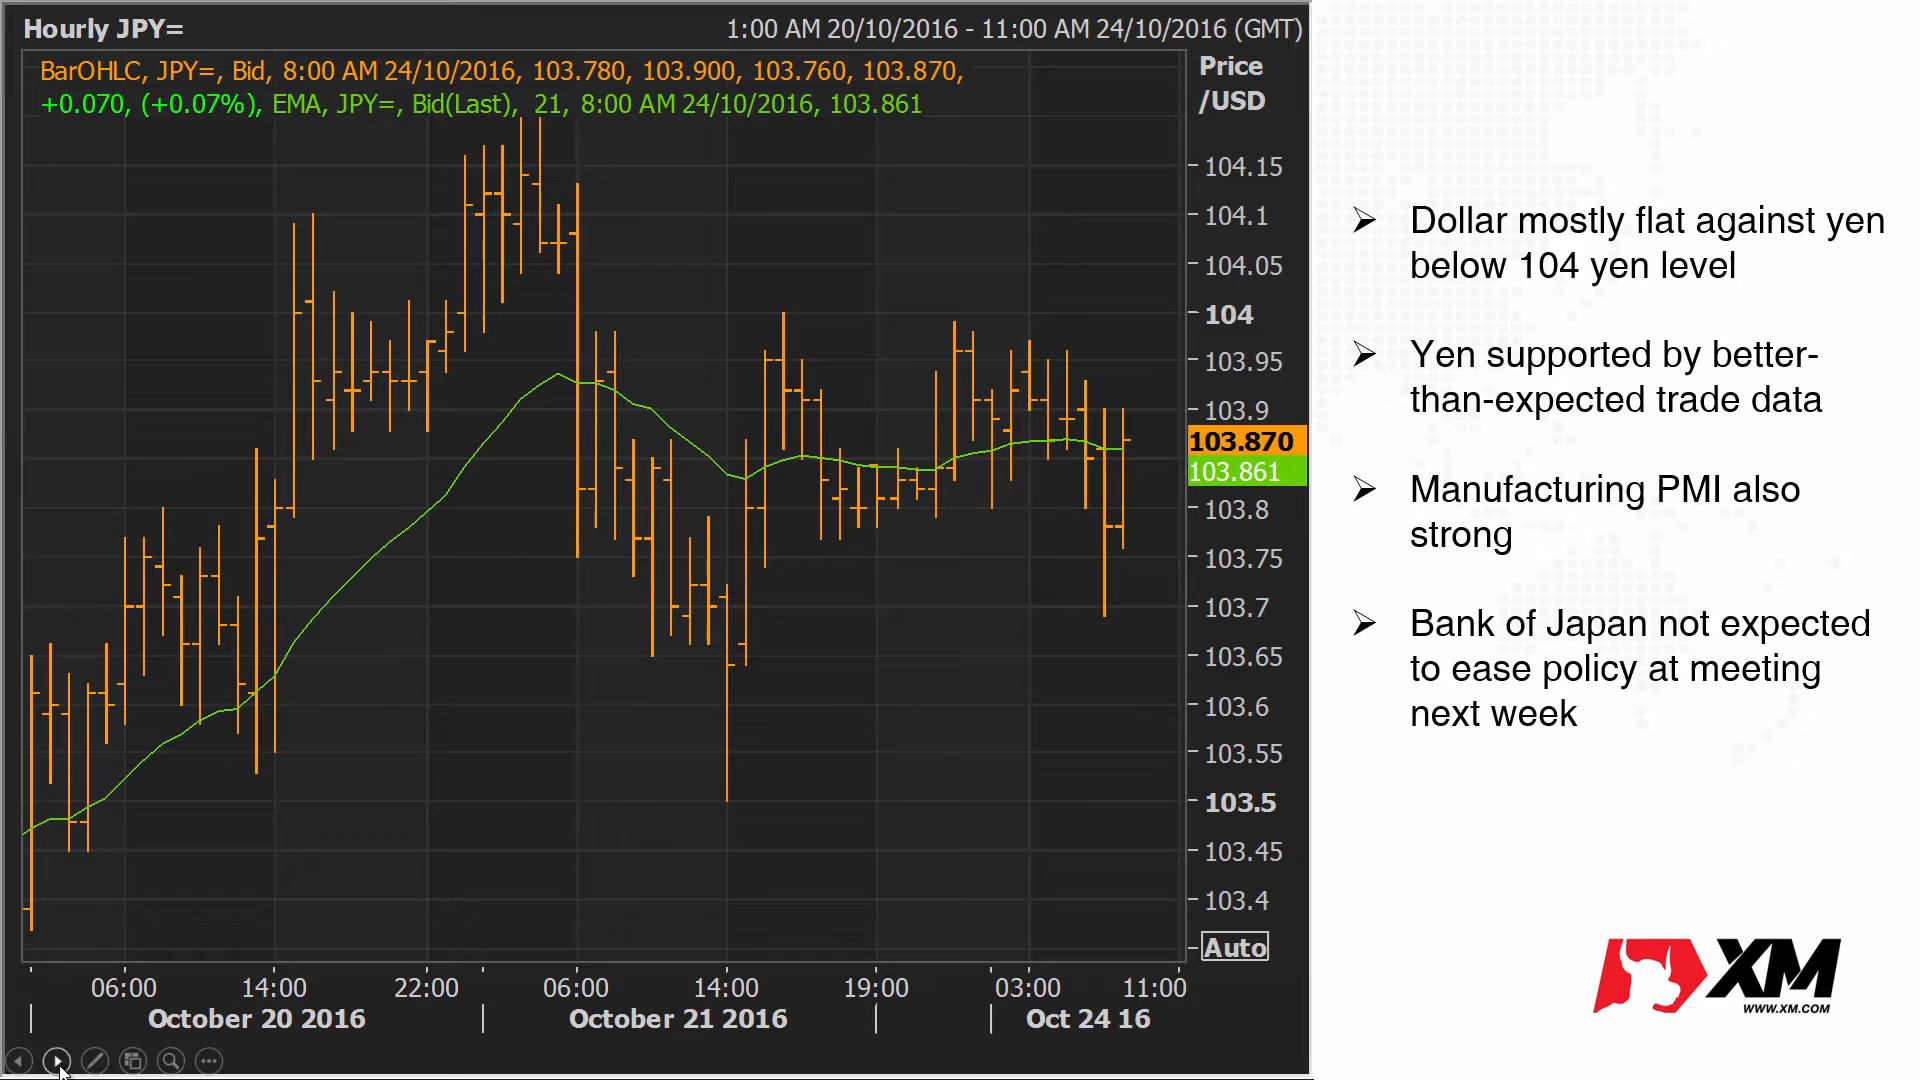 Hourly JPY=
1:00 AM 20/10/2016 - 11:00 AM 24/10/2016 (GMT)
BarOHLC, JPY=, Bid, 8:00 AM 24/10/2016, 103.780, 103.900, 103.760, 103.870,
+0.070, (+0.07%), EMA, JPY=, Bid(Last), 21, 8:00 AM 24/10/2016, 103.861
Price
/USD
104.15
104.1
104.05
104
103.95
103.9
103.870
103.861
103.8
103.75
103.7
103.65
103.6
103.55
103.5
103.45
103.4
Auto
06:00 14:00 22:00 06:00 14:00 19:00 03:00 11:00
October 20 2016 October 21 2016 Oct 24 16
➢ Dollar mostly flat against yen
below 104 yen level
➢ Yen supported by better-
than-expected trade data
➢ Manufacturing PMI also
strong
➢ Bank of Japan not expected
to ease policy at meeting
next week
XM
WWW.XM.COM